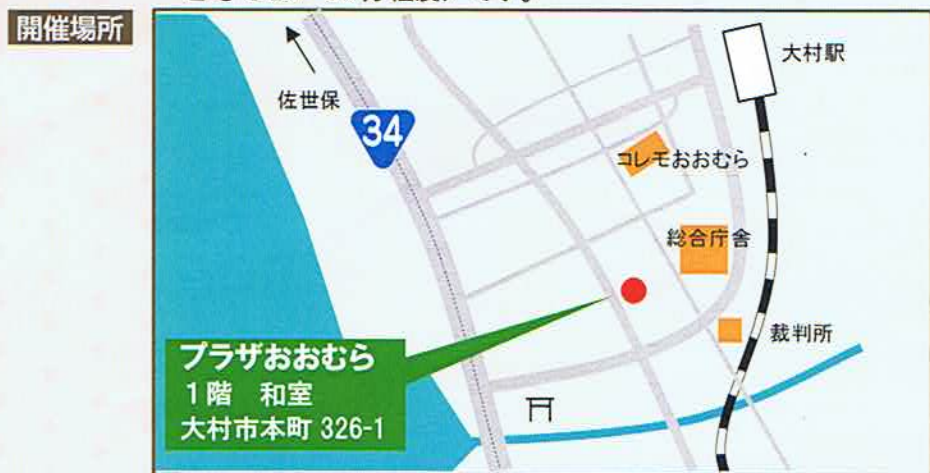 開催場所
大村駅
佐世保
34
コレモおおむら
総合庁舎
裁判所
プラザおおむら
1階 和室
大村市本町 326-1